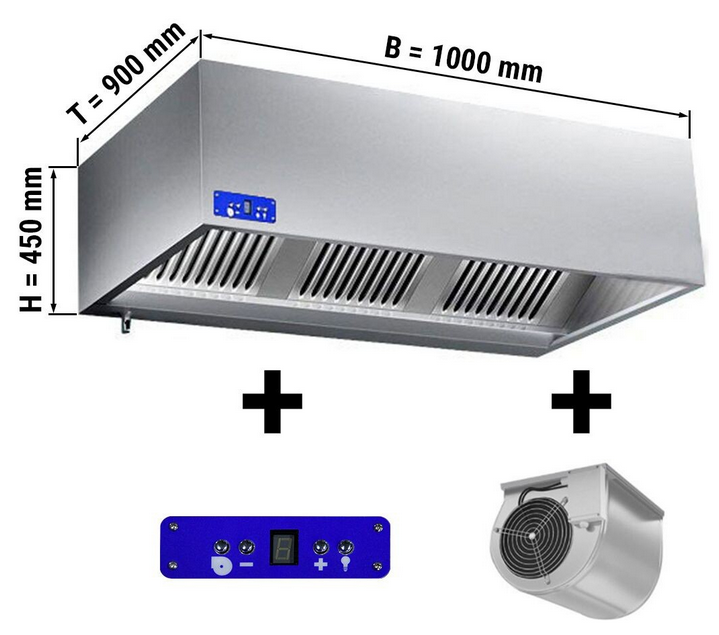 B = 1000 mm
T = 900 mm
H = 450 mm